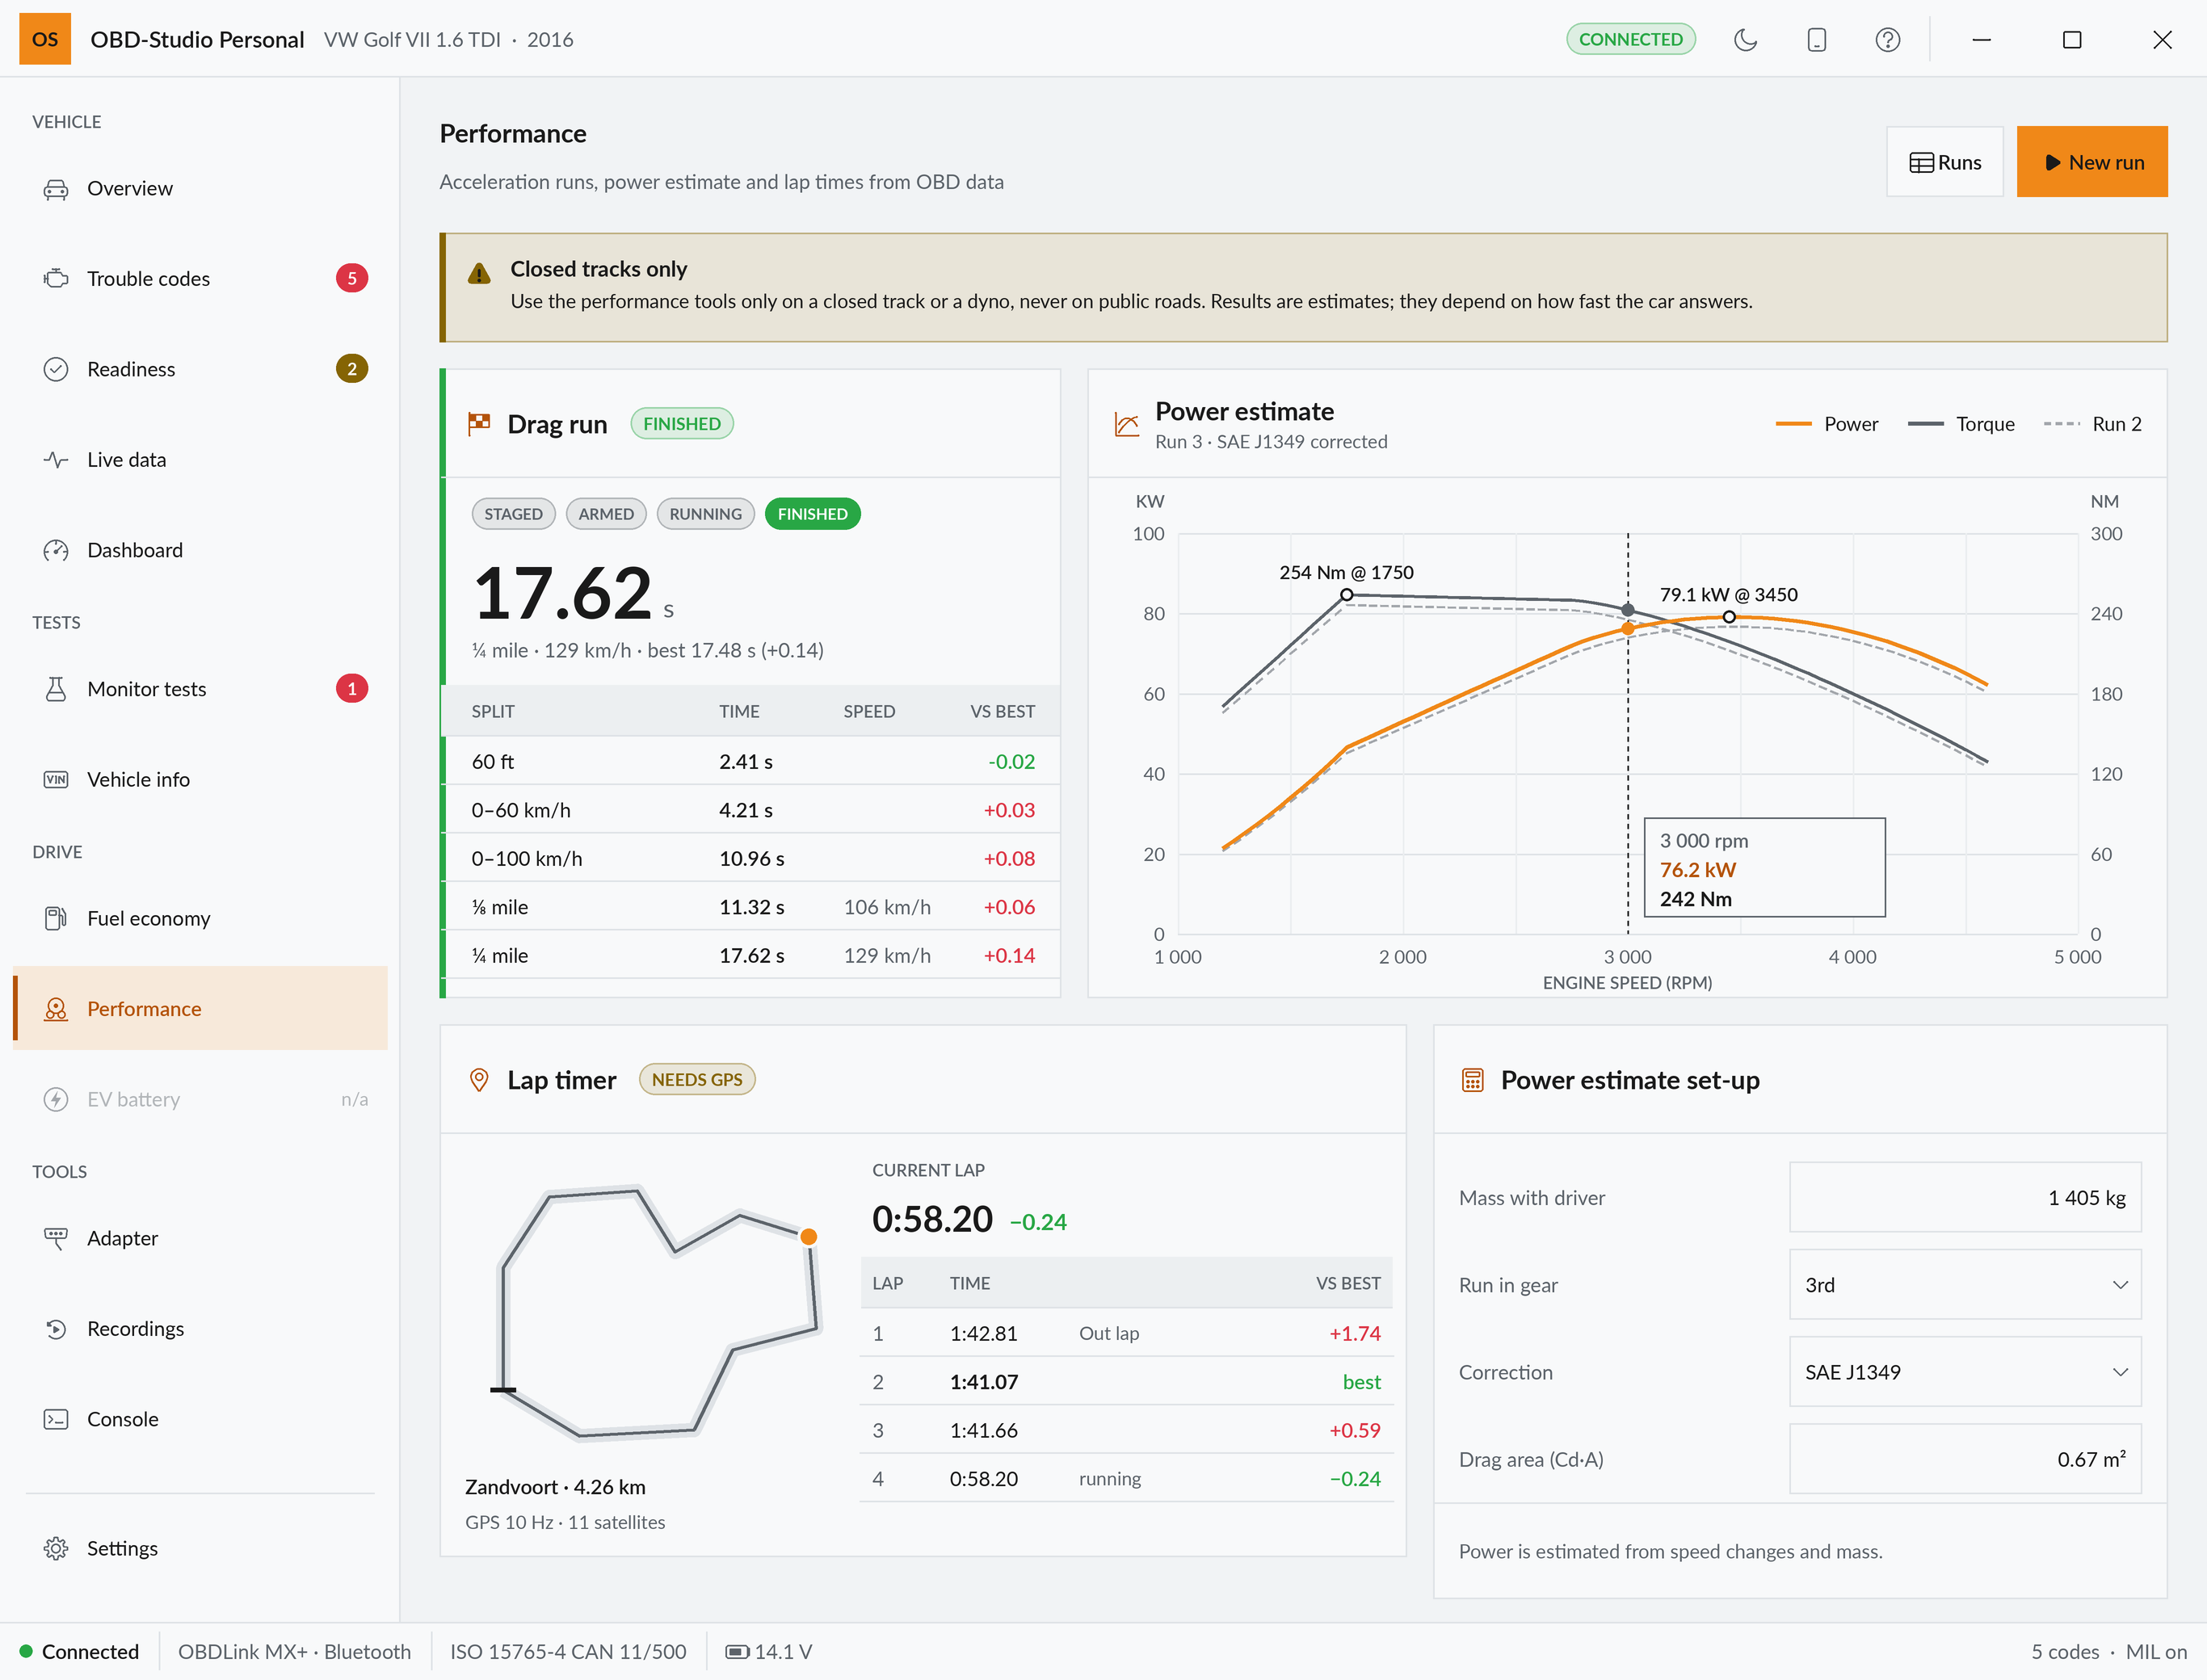 OS OBD-Studio Personal VW Golf VII 1.6 TDI · 2016 CONNECTED
VEHICLE
Overview
Trouble codes 5
Readiness 2
Live data
Dashboard
TESTS
Monitor tests 1
VIN Vehicle info
DRIVE
Fuel economy
Performance
EV battery n/a
TOOLS
Adapter
Recordings
Console
Settings
Performance
Acceleration runs, power estimate and lap times from OBD data
Runs
New run
Closed tracks only
Use the performance tools only on a closed track or a dyno, never on public roads. Results are estimates; they depend on how fast the car answers.
Drag run FINISHED
STAGED ARMED RUNNING FINISHED
17.62 s
¼ mile · 129 km/h · best 17.48 s (+0.14)
SPLIT TIME SPEED VS BEST
60 ft 2.41 s -0.02
0–60 km/h 4.21 s +0.03
0–100 km/h 10.96 s +0.08
⅛ mile 11.32 s 106 km/h +0.06
¼ mile 17.62 s 129 km/h +0.14
Power estimate
Run 3 · SAE J1349 corrected
Power Torque Run 2
KW NM
100 300
254 Nm @ 1750
79.1 kW @ 3450
80 240
60 180
40 120
3 000 rpm
20 60
76.2 kW
242 Nm
0 0
1 000 2 000 3 000 4 000 5 000
ENGINE SPEED (RPM)
Lap timer NEEDS GPS
Zandvoort · 4.26 km
GPS 10 Hz · 11 satellites
CURRENT LAP
0:58.20 −0.24
LAP TIME VS BEST
1 1:42.81 Out lap +1.74
2 1:41.07 best
3 1:41.66 +0.59
4 0:58.20 running −0.24
Power estimate set-up
Mass with driver 1 405 kg
Run in gear 3rd
Correction SAE J1349
Drag area (Cd·A) 0.67 m²
Power is estimated from speed changes and mass.
Connected OBDLink MX+ · Bluetooth ISO 15765-4 CAN 11/500 14.1 V 5 codes · MIL on